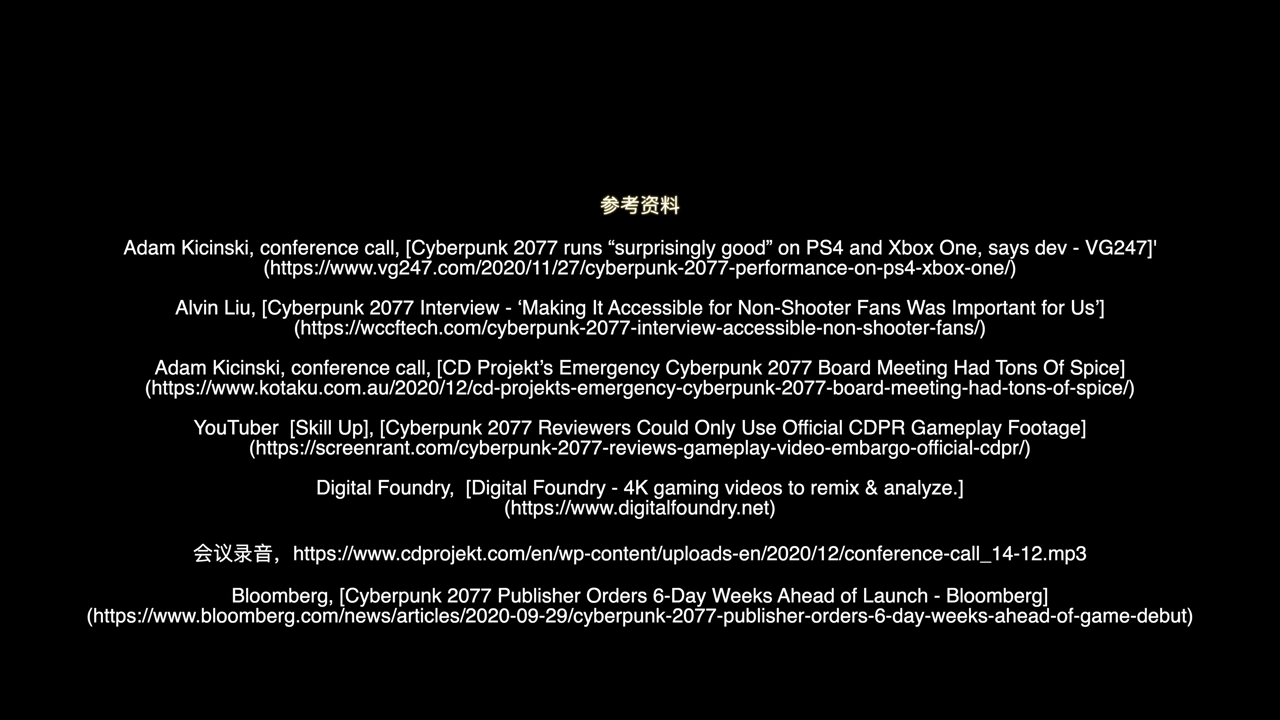 参考资料
Adam Kicinski, conference call, [Cyberpunk 2077 runs “surprisingly good” on PS4 and Xbox One, says dev - VG247]'
(https://www.vg247.com/2020/11/27/cyberpunk-2077-performance-on-ps4-xbox-one/)
Alvin Liu, [Cyberpunk 2077 Interview - ‘Making It Accessible for Non-Shooter Fans Was Important for Us’]
(https://wccftech.com/cyberpunk-2077-interview-accessible-non-shooter-fans/)
Adam Kicinski, conference call, [CD Projekt’s Emergency Cyberpunk 2077 Board Meeting Had Tons Of Spice]
(https://www.kotaku.com.au/2020/12/cd-projekts-emergency-cyberpunk-2077-board-meeting-had-tons-of-spice/)
YouTuber  [Skill Up], [Cyberpunk 2077 Reviewers Could Only Use Official CDPR Gameplay Footage]
(https://screenrant.com/cyberpunk-2077-reviews-gameplay-video-embargo-official-cdpr/)
Digital Foundry,  [Digital Foundry - 4K gaming videos to remix & analyze.]
(https://www.digitalfoundry.net)
会议录音，https://www.cdprojekt.com/en/wp-content/uploads-en/2020/12/conference-call_14-12.mp3
Bloomberg, [Cyberpunk 2077 Publisher Orders 6-Day Weeks Ahead of Launch - Bloomberg]
(https://www.bloomberg.com/news/articles/2020-09-29/cyberpunk-2077-publisher-orders-6-day-weeks-ahead-of-game-debut)